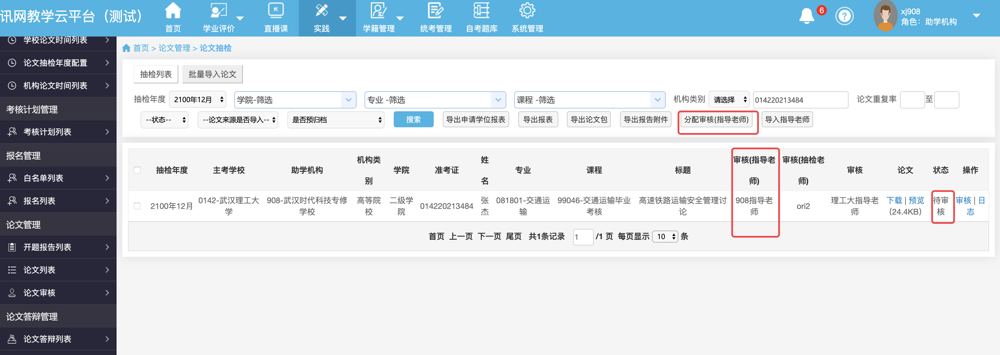 讯网教学云平台（测试）
首页
学业评价
直播课
实践
学籍管理
统考管理
自考题库
系统管理
6
?
xj908
角色：助学机构
学校论文时间列表
论文抽检年度配置
机构论文时间列表
考核计划管理
考核计划列表
报名管理
白名单列表
报名列表
论文管理
开题报告列表
论文列表
论文审核
论文答辩管理
论文答辩列表
首页 > 论文管理 > 论文抽检
抽检列表
批量导入论文
抽检年度 2100年12月 学院-筛选 专业 -筛选 课程 -筛选 机构类别 请选择 014220213484 论文重复率 至
--状态-- --论文来源是否导入-- 是否预归档 搜索 导出申请学位报表 导出报表 导出论文包 导出报告附件 分配审核(指导老师) 导入指导老师
抽检年度
主考学校
助学机构
机构类
别
学院
准考证
姓
名
专业
课程
标题
审核(指导老
师)
审核(抽检老
师)
审核
论文
状态
操作
2100年12月
0142-武汉理工大
学
908-武汉时代科技专修
学校
高等院
校
二级学
院
014220213484
张
杰
081801-交通运
输
99046-交通运输毕业
考核
高速铁路运输安全管理讨
论
908指导老
师
ori2
理工大指导老
师
下载 | 预览
(24.4KB)
待审
核
审核 | 日
志
首页 上一页 下一页 尾页 共1条记录 1 /1 页 每页显示 10 条